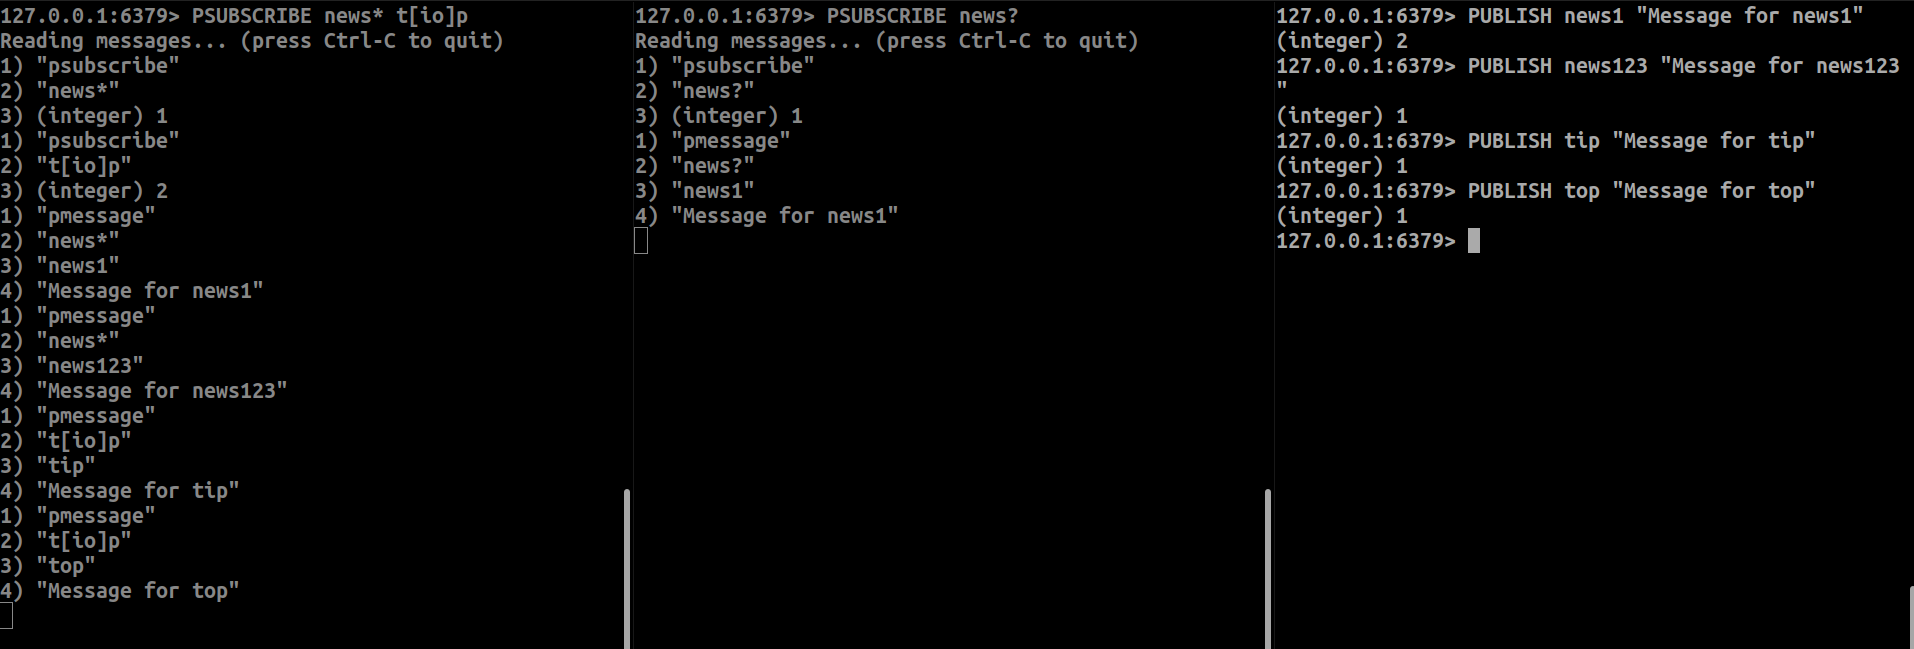 127.0.0.1:6379> PSUBSCRIBE news* t[io]p
Reading messages... (press Ctrl-C to quit)
1) "psubscribe"
2) "news*"
3) (integer) 1
1) "psubscribe"
2) "t[io]p"
3) (integer) 2
1) "pmessage"
2) "news*"
3) "news1"
4) "Message for news1"
1) "pmessage"
2) "news*"
3) "news123"
4) "Message for news123"
1) "pmessage"
2) "t[io]p"
3) "tip"
4) "Message for tip"
1) "pmessage"
2) "t[io]p"
3) "top"
4) "Message for top"
127.0.0.1:6379> PSUBSCRIBE news?
Reading messages... (press Ctrl-C to quit)
1) "psubscribe"
2) "news?"
3) (integer) 1
1) "pmessage"
2) "news?"
3) "news1"
4) "Message for news1"
127.0.0.1:6379> PUBLISH news1 "Message for news1"
(integer) 2
127.0.0.1:6379> PUBLISH news123 "Message for news123
"
(integer) 1
127.0.0.1:6379> PUBLISH tip "Message for tip"
(integer) 1
127.0.0.1:6379> PUBLISH top "Message for top"
(integer) 1
127.0.0.1:6379>